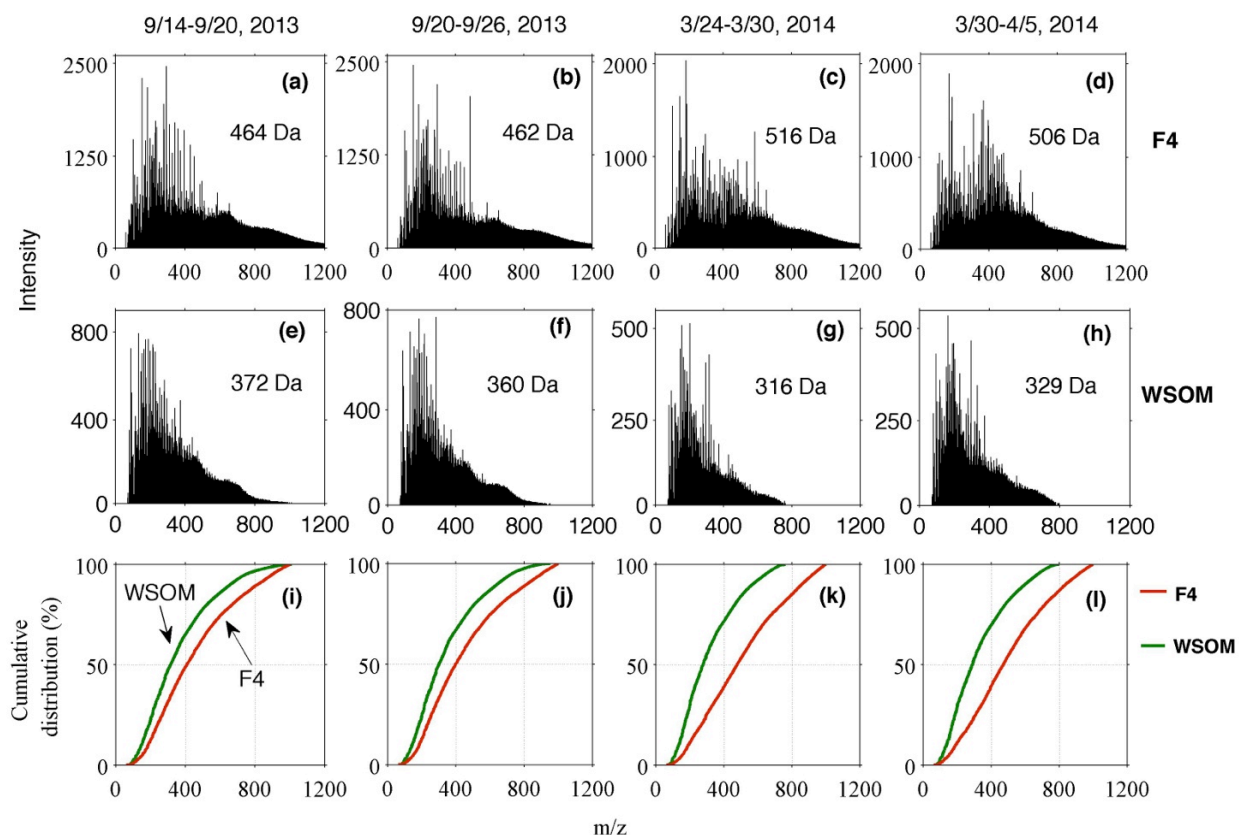 9/14-9/20, 2013 9/20-9/26, 2013 3/24-3/30, 2014 3/30-4/5, 2014
2500 (a) 2500 (b) 2000 (c) 2000 (d)
464 Da 462 Da 516 Da 506 Da F4
1250 1250 1000 1000
0 0 0 0
0 400 800 1200 0 400 800 1200 0 400 800 1200 0 400 800 1200
Intensity
800 (e) 800 (f) 500 (g) 500 (h)
372 Da 360 Da 316 Da 329 Da WSOM
400 400 250 250
0 0 0 0
0 400 800 1200 0 400 800 1200 0 400 800 1200 0 400 800 1200
Cumulative
distribution (%)
100 100 100 100
WSOM (i) (j) (k) (l) F4
50 50 50 50 WSOM
F4
0 0 0 0
0 400 800 1200 0 400 800 1200 0 400 800 1200 0 400 800 1200
m/z